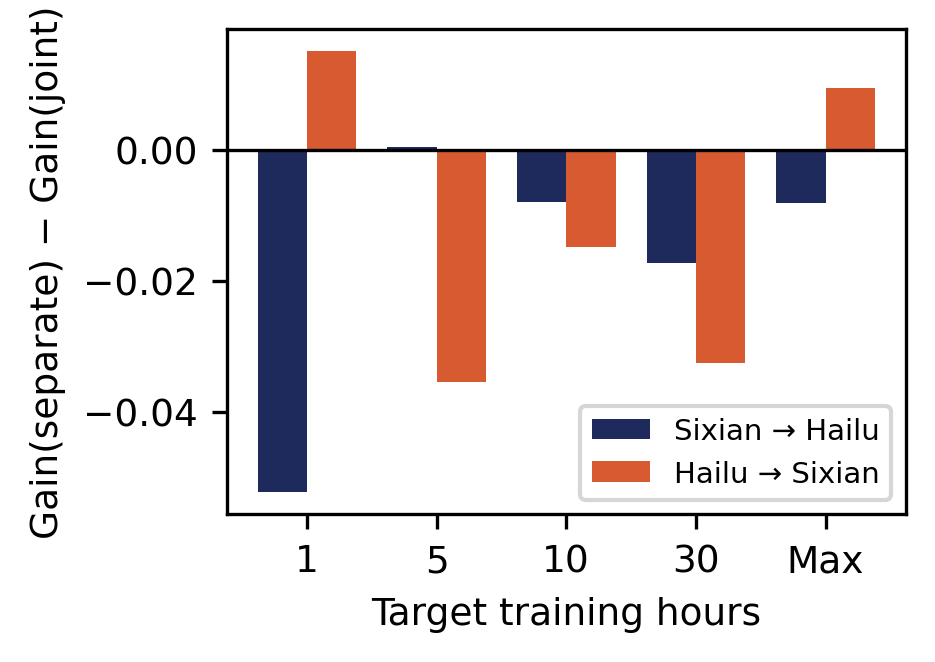 Gain(separate) − Gain(joint)
0.00
−0.02
−0.04
Sixian → Hailu
Hailu → Sixian
1 5 10 30 Max
Target training hours